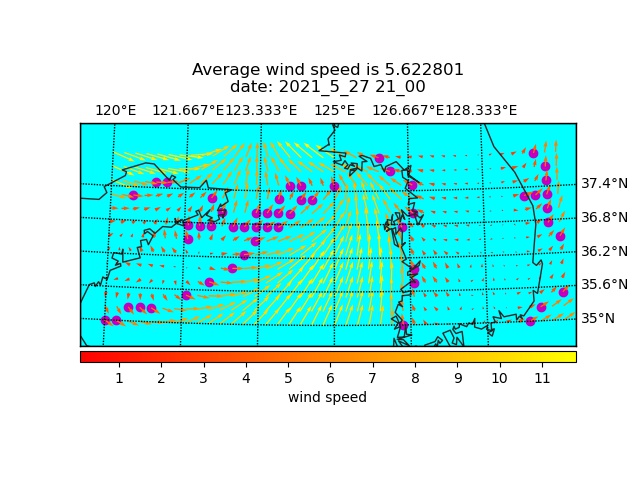 Average wind speed is 5.622801
date: 2021_5_27 21_00
120°E 121.667°E 123.333°E 125°E 126.667°E 128.333°E
37.4°N
36.8°N
36.2°N
35.6°N
35°N
1 2 3 4 5 6 7 8 9 10 11
wind speed